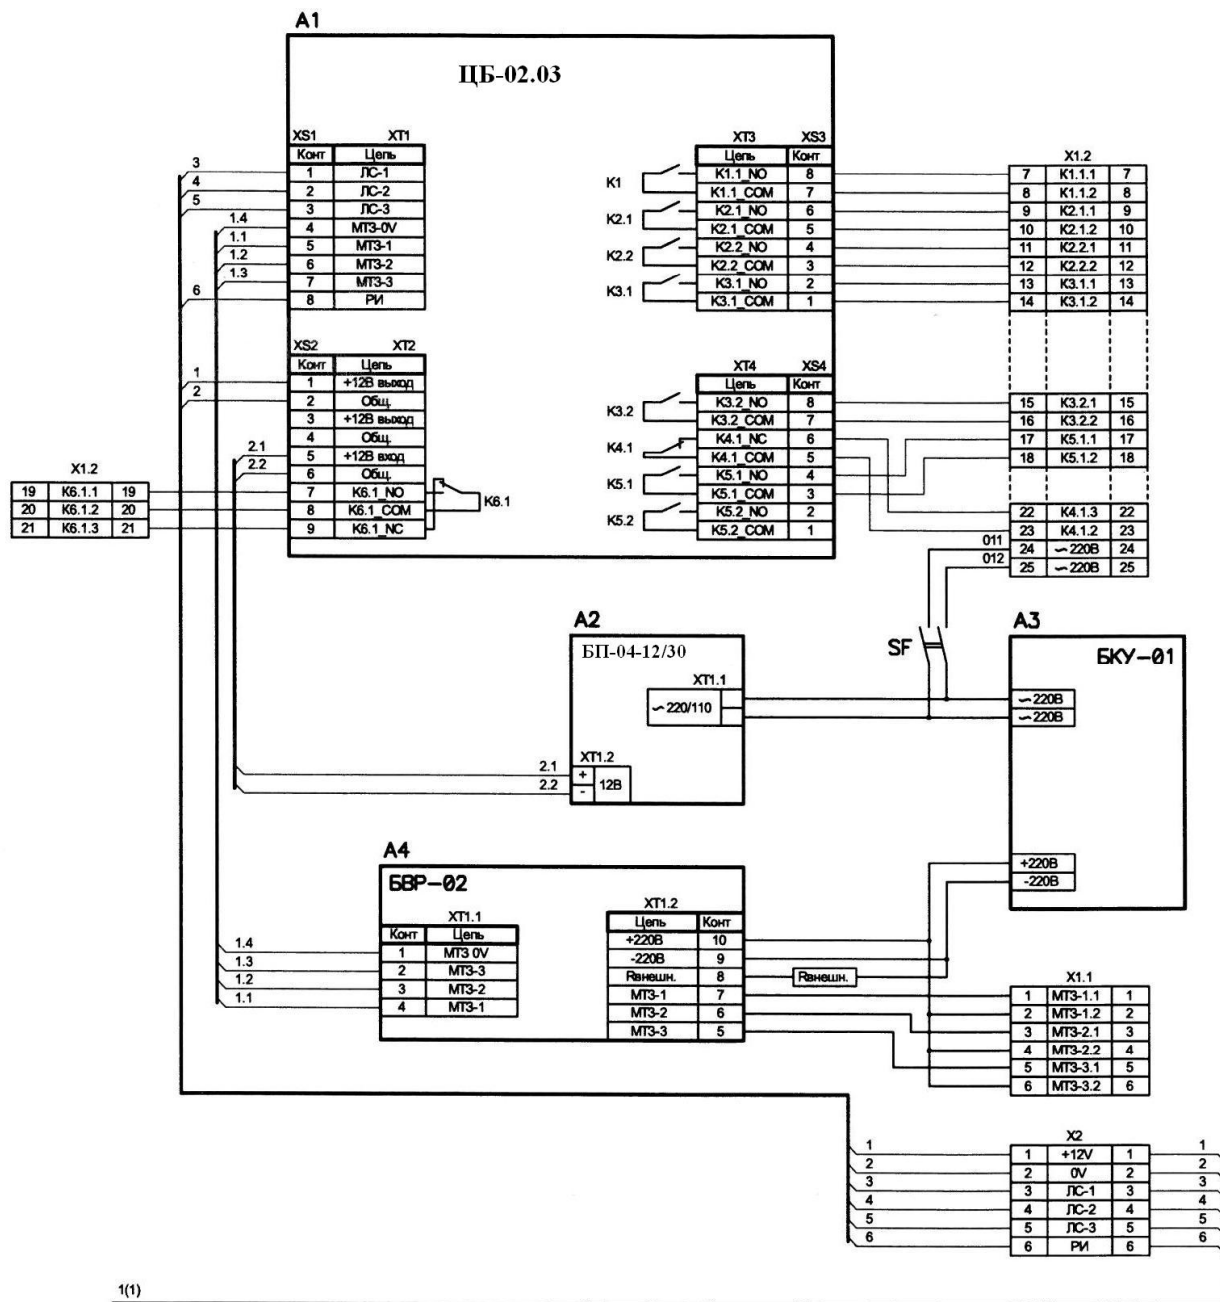 A1
ЦБ-02.03
XS1 XT1
Конт Цепь
1 ЛС-1
2 ЛС-2
3 ЛС-3
4 МТЗ-0V
5 МТЗ-1
6 МТЗ-2
7 МТЗ-3
8 РИ
3
4
5
1.4
1.1
1.2
1.3
6
XS2 XT2
Конт Цепь
1 +12В выход
2 Общ.
3 +12В выход
4 Общ.
5 +12В вход
6 Общ.
7 К6.1_NO
8 К6.1_COM
9 К6.1_NC
1
2
2.1
2.2
К6.1
X1.2
19 К6.1.1 19
20 К6.1.2 20
21 К6.1.3 21
XT3 XS3
Цепь Конт
К1.1_NO 8
К1.1_COM 7
К2.1_NO 6
К2.1_COM 5
К2.2_NO 4
К2.2_COM 3
К3.1_NO 2
К3.1_COM 1
К1
К2.1
К2.2
К3.1
XT4 XS4
Цепь Конт
К3.2_NO 8
К3.2_COM 7
К4.1_NC 6
К4.1_COM 5
К5.1_NO 4
К5.1_COM 3
К5.2_NO 2
К5.2_COM 1
К3.2
К4.1
К5.1
К5.2
X1.2
7 К1.1.1 7
8 К1.1.2 8
9 К2.1.1 9
10 К2.1.2 10
11 К2.2.1 11
12 К2.2.2 12
13 К3.1.1 13
14 К3.1.2 14
15 К3.2.1 15
16 К3.2.2 16
17 К5.1.1 17
18 К5.1.2 18
22 К4.1.3 22
23 К4.1.2 23
24 ~220В 24
25 ~220В 25
011
012
SF
A2
БП-04-12/30
XT1.1
~220/110
XT1.2
+
-
12В
2.1
2.2
A3
БКУ-01
~220В
~220В
+220В
-220В
A4
БВР-02
XT1.1
Конт Цепь
1 МТЗ 0V
2 МТЗ-3
3 МТЗ-2
4 МТЗ-1
1.4
1.3
1.2
1.1
XT1.2
Цепь Конт
+220В 10
-220В 9
Rвнешн. 8
МТЗ-1 7
МТЗ-2 6
МТЗ-3 5
Rвнешн.
X1.1
1 МТЗ-1.1 1
2 МТЗ-1.2 2
3 МТЗ-2.1 3
4 МТЗ-2.2 4
5 МТЗ-3.1 5
6 МТЗ-3.2 6
X2
1 1 +12V 1 1
2 2 0V 2 2
3 3 ЛС-1 3 3
4 4 ЛС-2 4 4
5 5 ЛС-3 5 5
6 6 РИ 6 6
1(1)